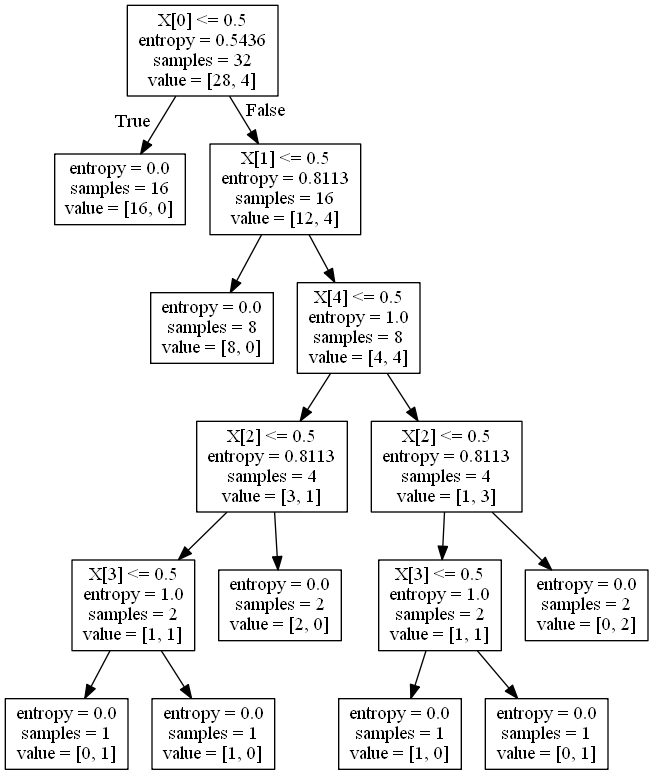 X[0] <= 0.5
entropy = 0.5436
samples = 32
value = [28, 4]
True
False
entropy = 0.0
samples = 16
value = [16, 0]
X[1] <= 0.5
entropy = 0.8113
samples = 16
value = [12, 4]
entropy = 0.0
samples = 8
value = [8, 0]
X[4] <= 0.5
entropy = 1.0
samples = 8
value = [4, 4]
X[2] <= 0.5
entropy = 0.8113
samples = 4
value = [3, 1]
X[2] <= 0.5
entropy = 0.8113
samples = 4
value = [1, 3]
X[3] <= 0.5
entropy = 1.0
samples = 2
value = [1, 1]
entropy = 0.0
samples = 2
value = [2, 0]
X[3] <= 0.5
entropy = 1.0
samples = 2
value = [1, 1]
entropy = 0.0
samples = 2
value = [0, 2]
entropy = 0.0
samples = 1
value = [0, 1]
entropy = 0.0
samples = 1
value = [1, 0]
entropy = 0.0
samples = 1
value = [1, 0]
entropy = 0.0
samples = 1
value = [0, 1]